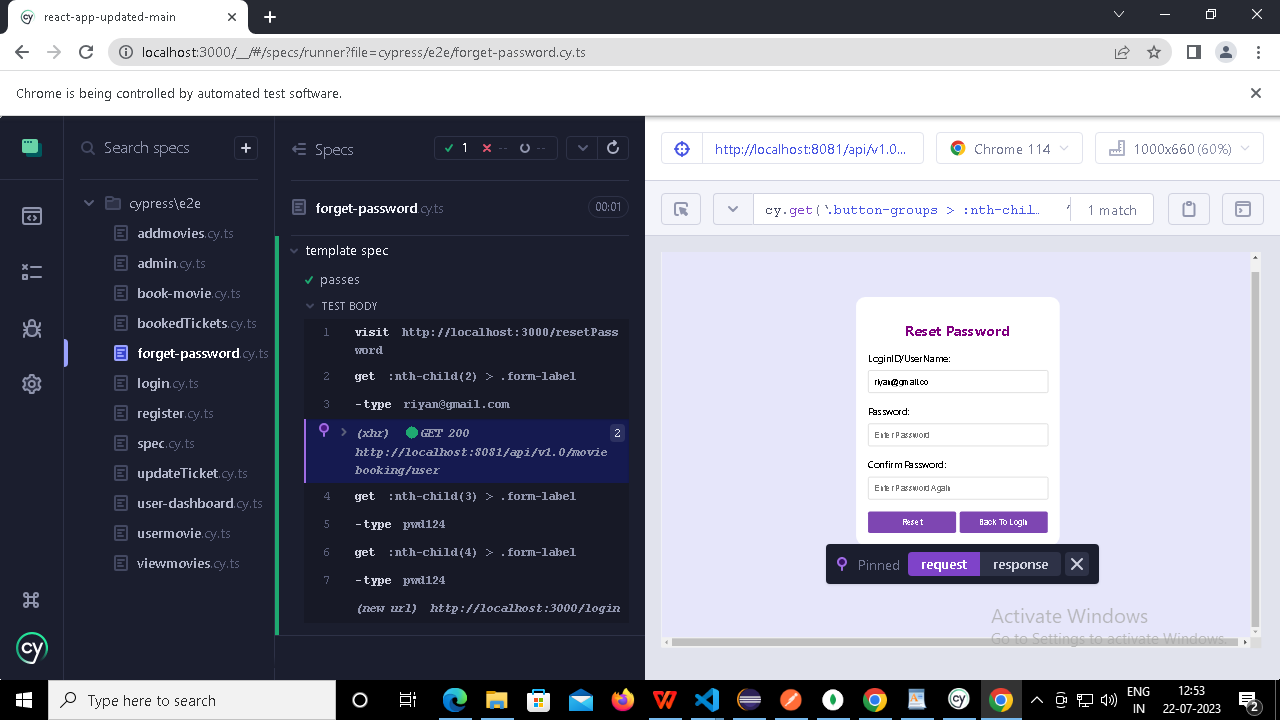 react-app-updated-main
localhost:3000/__/#/specs/runner?file=cypress/e2e/forget-password.cy.ts
Chrome is being controlled by automated test software.
Search specs
cypress\e2e
addmovies.cy.ts
admin.cy.ts
book-movie.cy.ts
bookedTickets.cy.ts
forget-password.cy.ts
login.cy.ts
register.cy.ts
spec.cy.ts
updateTicket.cy.ts
user-dashboard.cy.ts
usermovie.cy.ts
viewmovies.cy.ts
cy
Specs
1 -- --
forget-password.cy.ts 00:01
template spec
passes
TEST BODY
1 visit http://localhost:3000/resetPass
word
2 get :nth-child(2) > .form-label
3 -type riyan@gmail.com
(xhr) GET 200 2
http://localhost:8081/api/v1.0/movie
booking/user
4 get :nth-child(3) > .form-label
5 -type pwd124
6 get :nth-child(4) > .form-label
7 -type pwd124
(new url) http://localhost:3000/login
http://localhost:8081/api/v1.0...
Chrome 114
1000x660 (60%)
cy.get('.button-groups > :nth-chil… ’ 1 match
Reset Password
LoginID/UserName:
riyan@gmail.co
Password:
Enter Password
Confirm Password:
Enter Password Again
Reset Back To Login
Pinned request response
Activate Windows
Go to Settings to activate Windows.
Type here to search
ENG
IN
12:53
22-07-2023
2